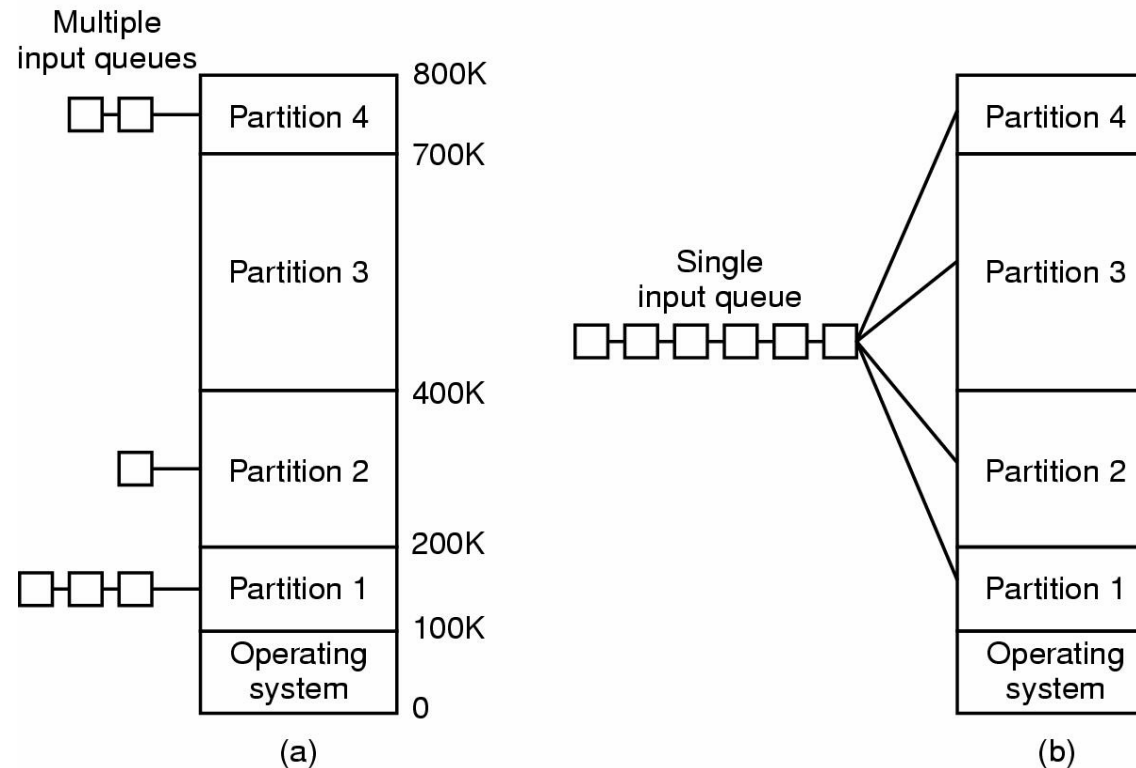 Multiple
input queues
800K
Partition 4
700K
Partition 3
400K
Partition 2
200K
Partition 1
100K
Operating
system
0
(a)
Single
input queue
Partition 4
Partition 3
Partition 2
Partition 1
Operating
system
(b)